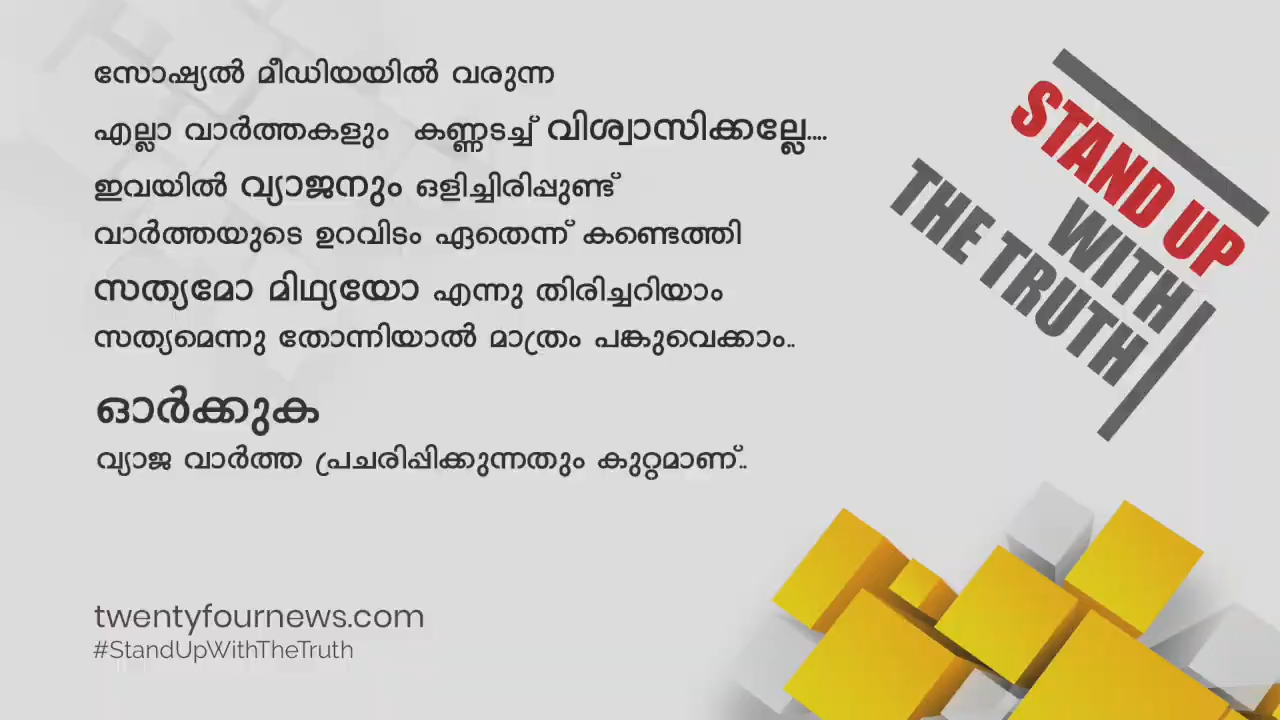 സോഷ്യൽ മീഡിയയിൽ വരുന്ന
എല്ലാ വാർത്തകളും കണ്ണടച്ച് വിശ്വാസിക്കല്ലേ....
ഇവയിൽ വ്യാജനും ഒളിച്ചിരിപ്പുണ്ട്
വാർത്തയുടെ ഉറവിടം ഏതെന്ന് കണ്ടെത്തി
സത്യമോ മിഥ്യയോ എന്നു തിരിച്ചറിയാം
സത്യമെന്നു തോന്നിയാൽ മാത്രം പങ്കുവെക്കാം..
ഓർക്കുക
വ്യാജ വാർത്ത പ്രചരിപ്പിക്കുന്നതും കുറ്റമാണ്..
twentyfournews.com
#StandUpWithTheTruth
STAND UP
WITH
THE TRUTH